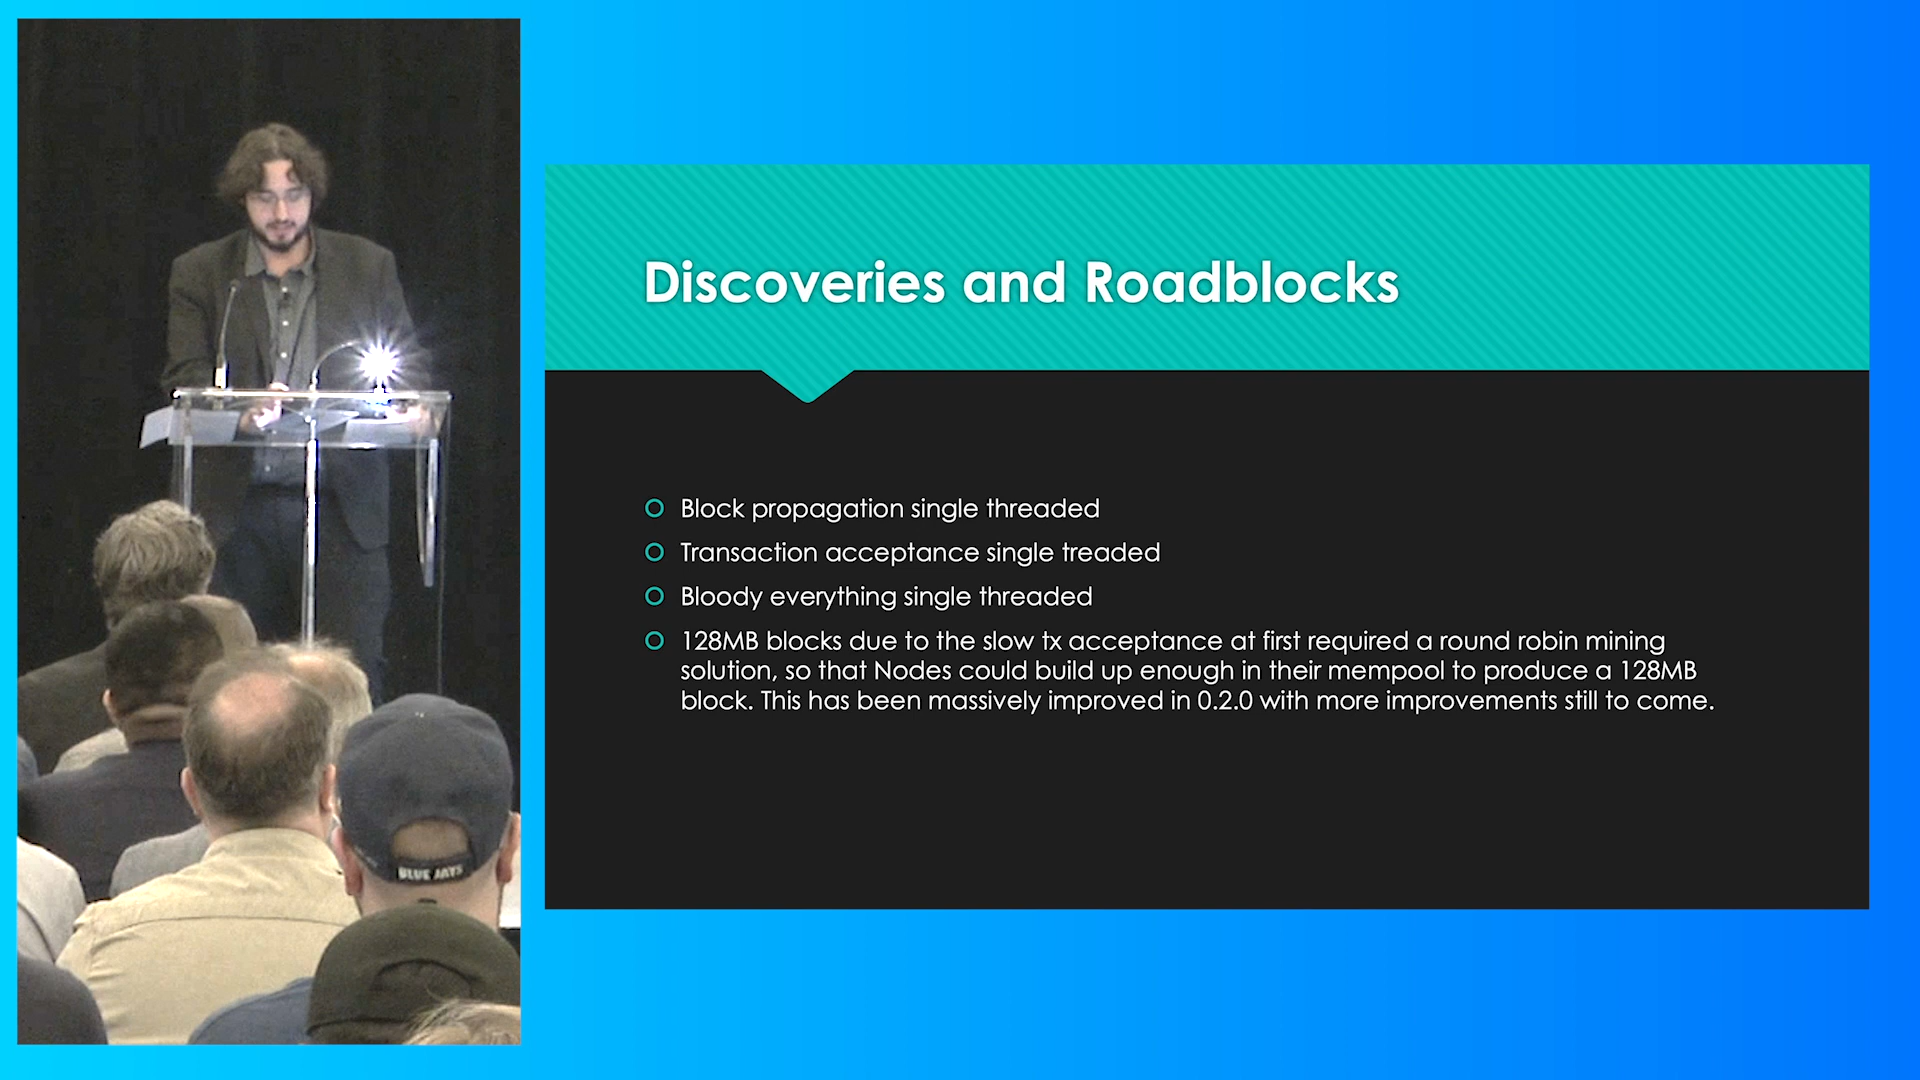 Discoveries and Roadblocks
Block propagation single threaded
Transaction acceptance single treaded
Bloody everything single threaded
128MB blocks due to the slow tx acceptance at first required a round robin mining
solution, so that Nodes could build up enough in their mempool to produce a 128MB
block. This has been massively improved in 0.2.0 with more improvements still to come.
BLUE JAYS